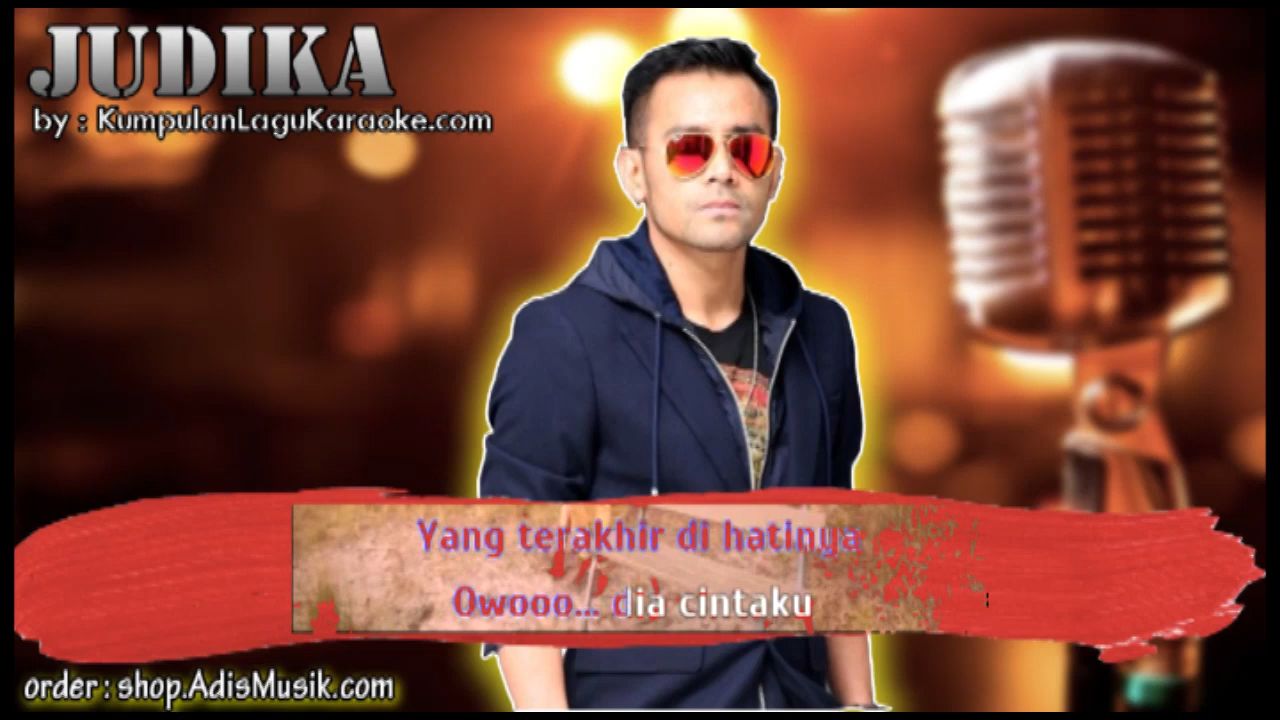 JUDIKA
by : KumpulanLaguKaraoke.com
Yang terakhir di hatinya
Owooo... dia cintaku
order : shop.AdisMusik.com